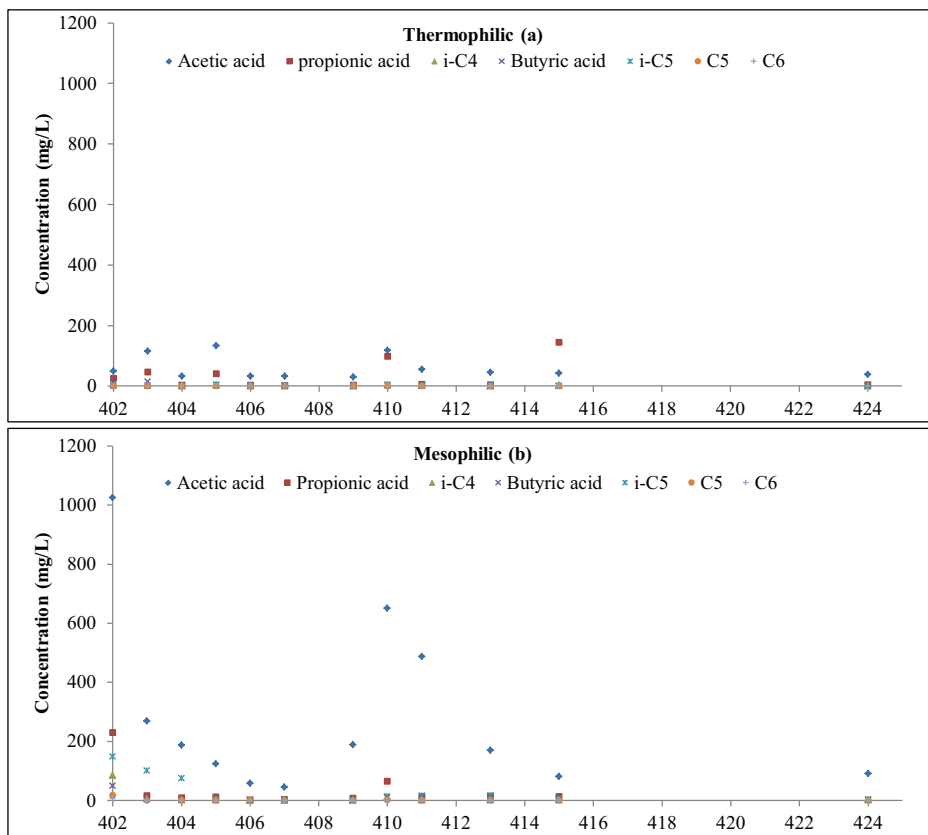 Thermophilic (a)
Acetic acid propionic acid i-C4 Butyric acid i-C5 C5 C6
Concentration (mg/L)
1200
1000
800
600
400
200
0
402 404 406 408 410 412 414 416 418 420 422 424
Mesophilic (b)
Acetic acid Propionic acid i-C4 Butyric acid i-C5 C5 C6
Concentration (mg/L)
1200
1000
800
600
400
200
0
402 404 406 408 410 412 414 416 418 420 422 424